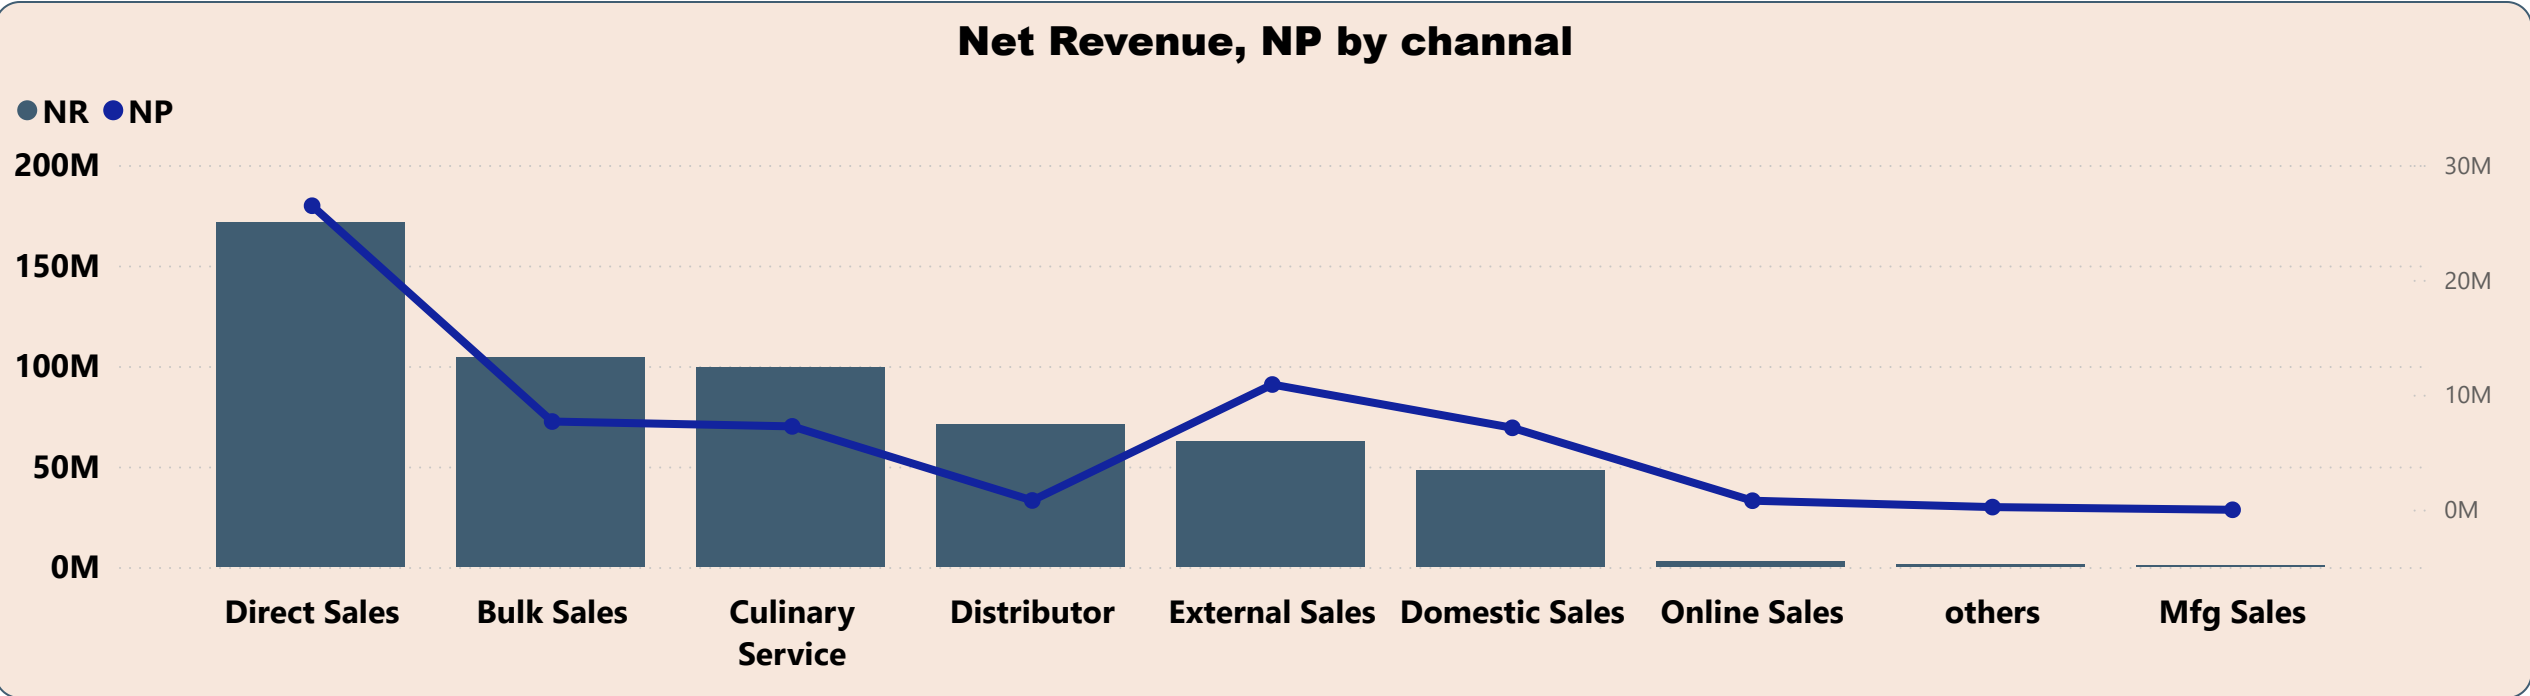 Net Revenue, NP by channal
NR NP
200M
150M
100M
50M
0M
30M
20M
10M
0M
Direct Sales
Bulk Sales
Culinary
Service
Distributor
External Sales
Domestic Sales
Online Sales
others
Mfg Sales